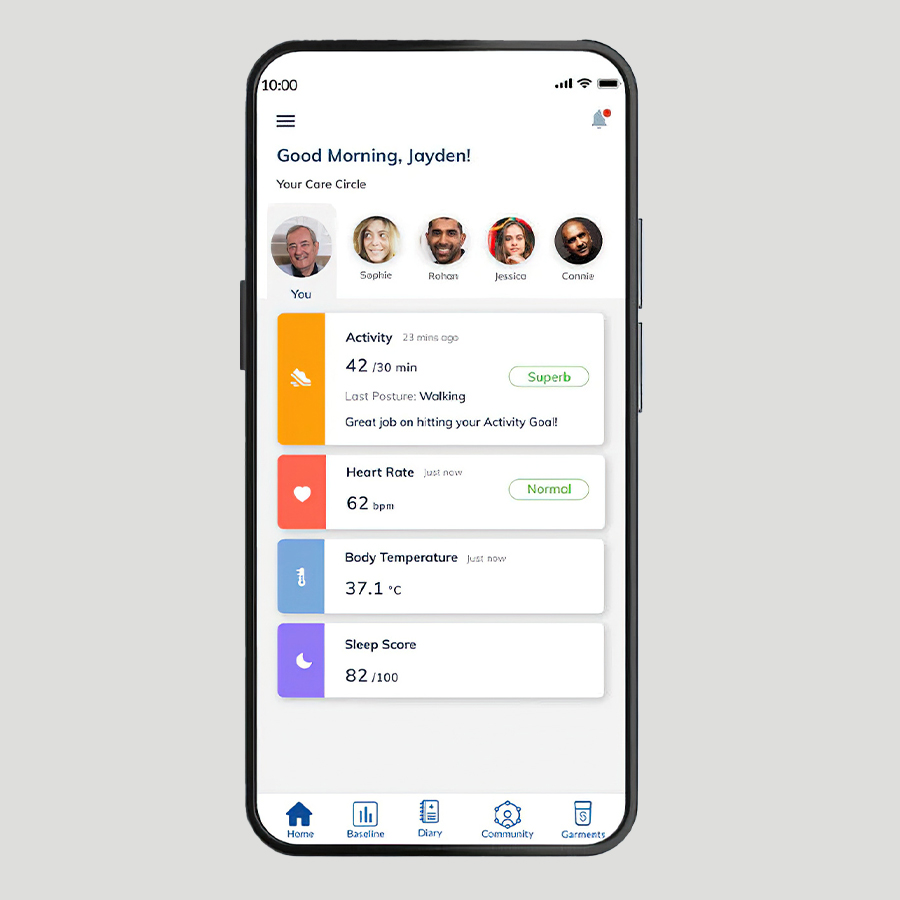 10:00
Good Morning, Jayden!
Your Care Circle
You
Sophie
Rohan
Jessica
Connie
Activity 23 mins ago
42 /30 min
Superb
Last Posture: Walking
Great job on hitting your Activity Goal!
Heart Rate Just now
Normal
62 bpm
Body Temperature Just now
37.1 °C
Sleep Score
82 /100
Home
Baseline
Diary
Community
Garments